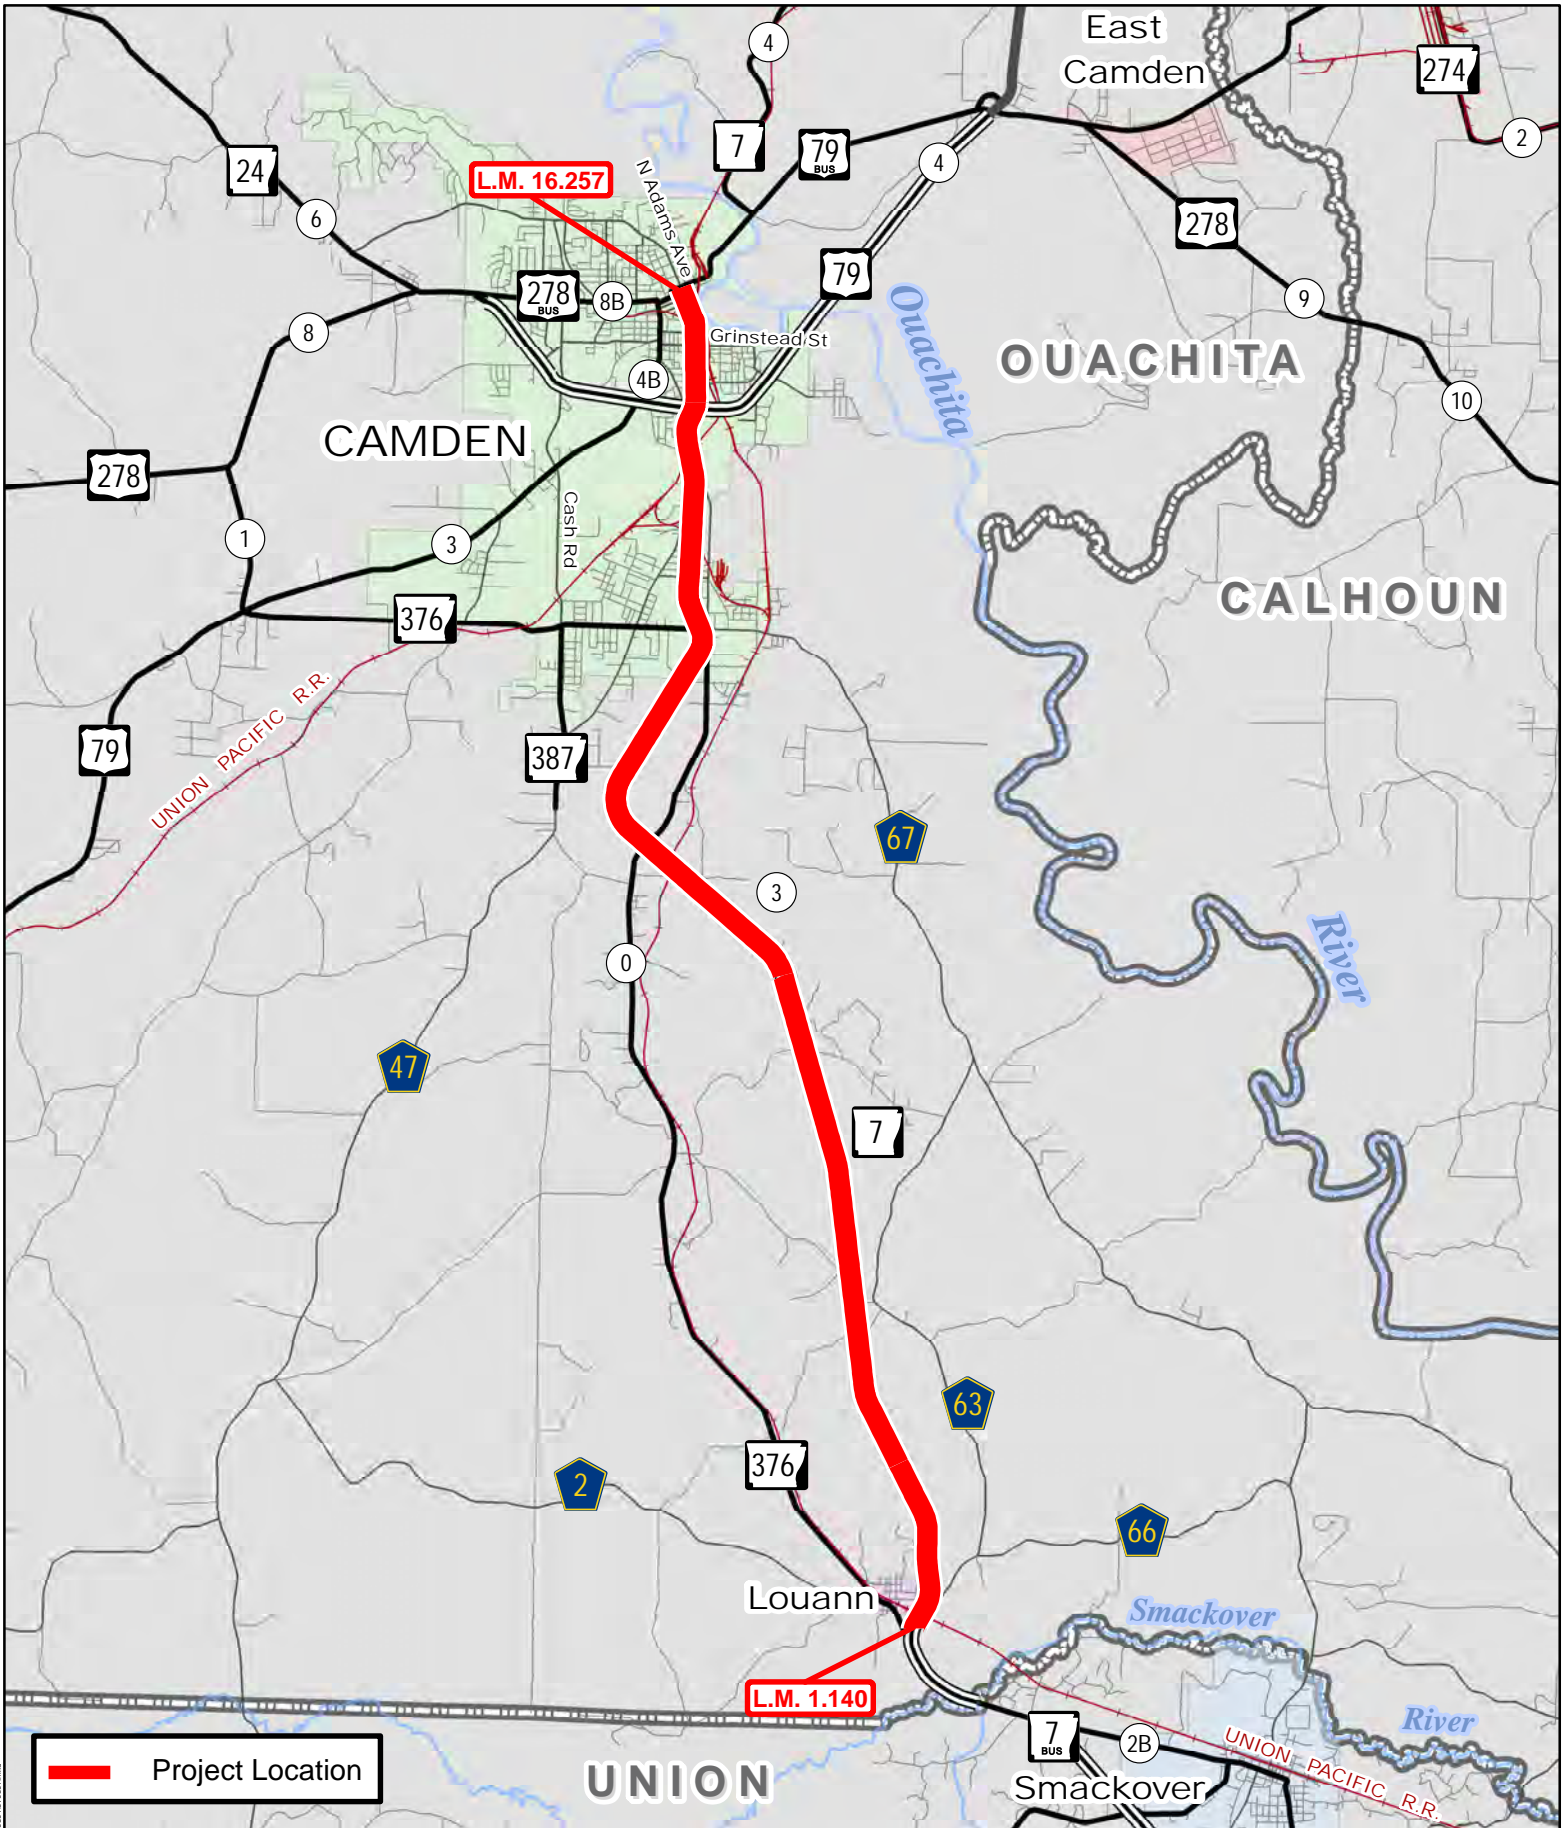 East
Camden
4
274
2
7
79
BUS
24
L.M. 16.257
N Adams Ave
4
6
278
278
BUS
8B
79
9
8
Grinstead St
Ouachita
OUACHITA
4B
10
CAMDEN
278
Cash Rd
1
3
CALHOUN
376
UNION PACIFIC R.R.
79
387
67
3
River
0
47
7
63
376
2
66
Louann
Smackover
L.M. 1.140
River
7
BUS
2B
UNION PACIFIC R.R.
Project Location
UNION
Smackover